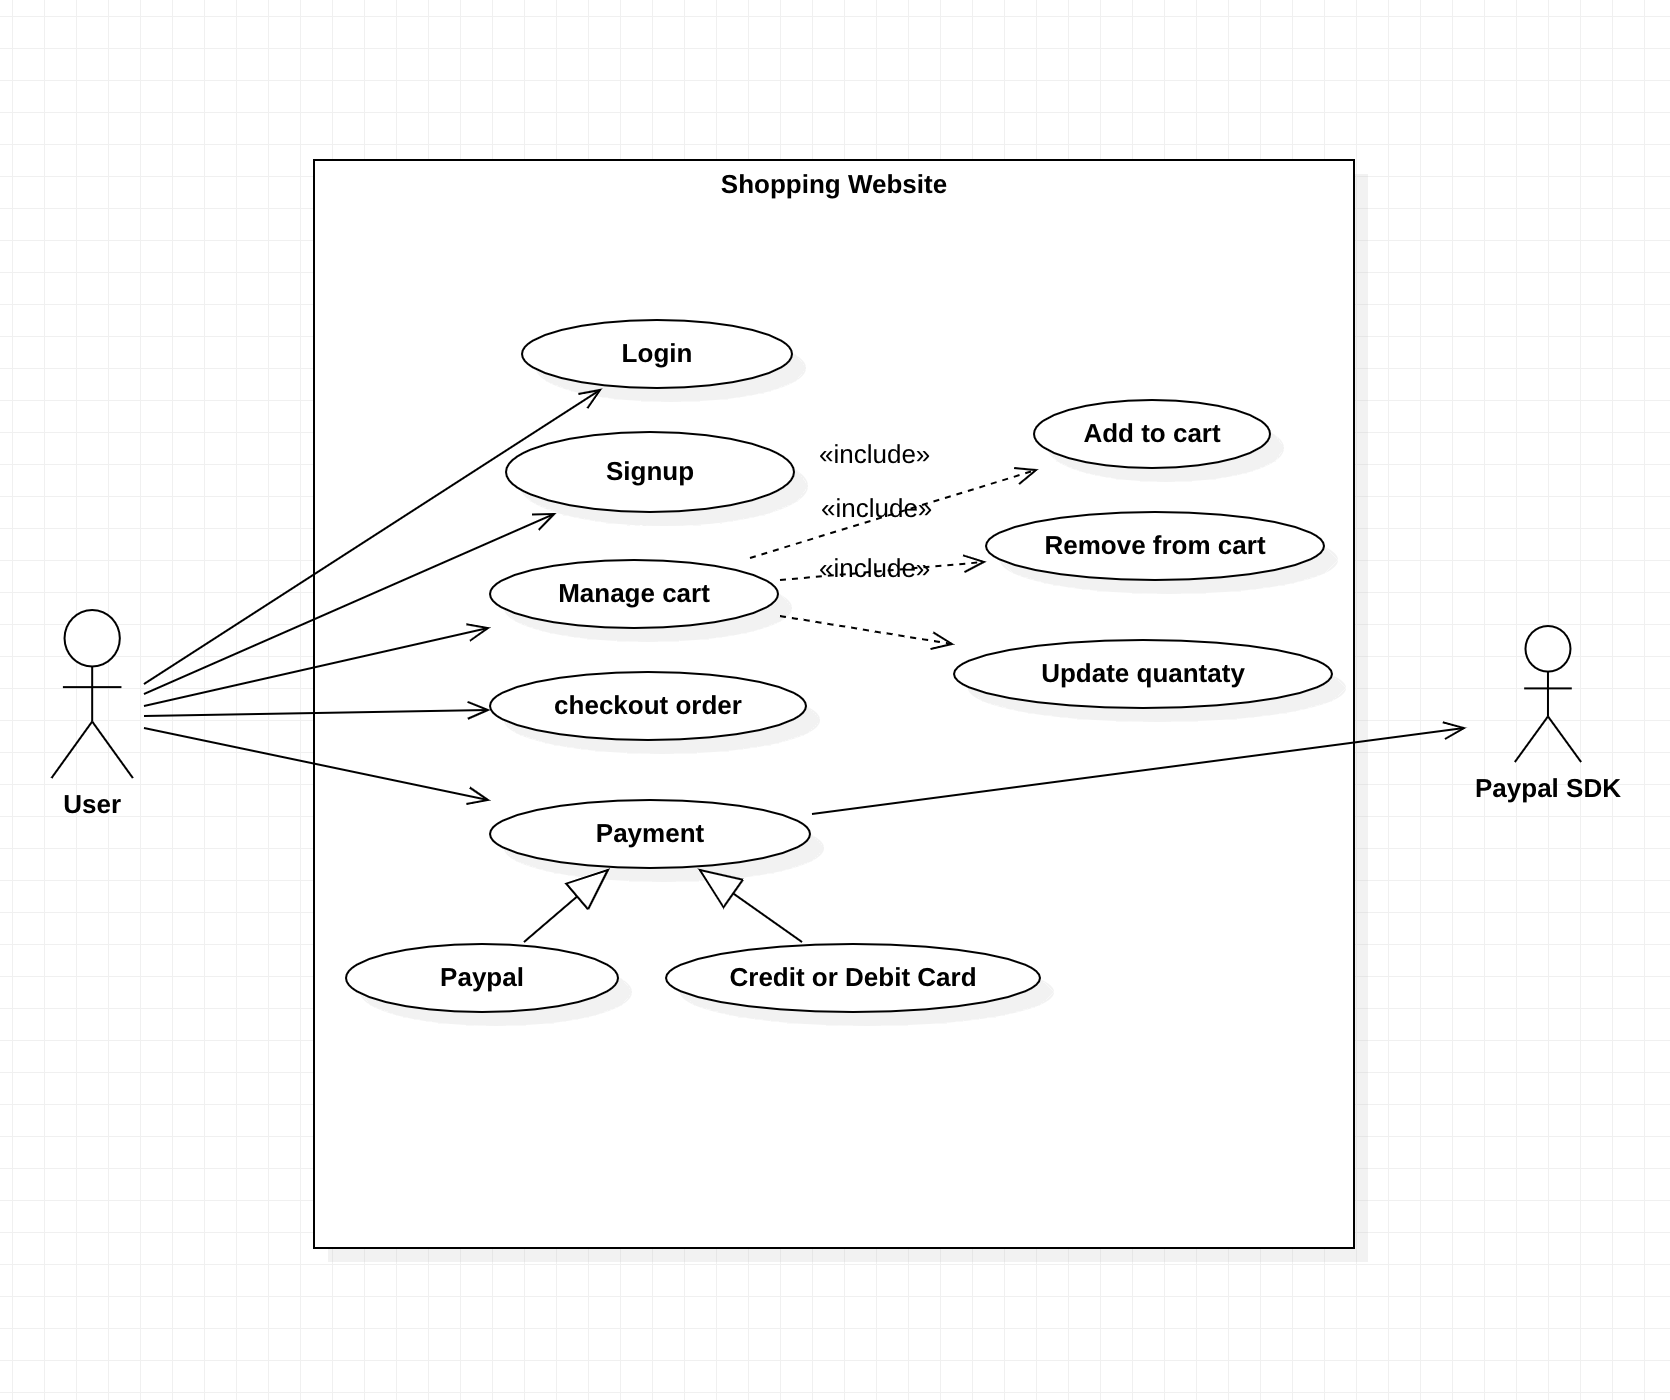 Shopping Website
Login
Signup
«include»
Add to cart
«include»
Remove from cart
«include»
Manage cart
Update quantaty
checkout order
User
Paypal SDK
Payment
Paypal
Credit or Debit Card